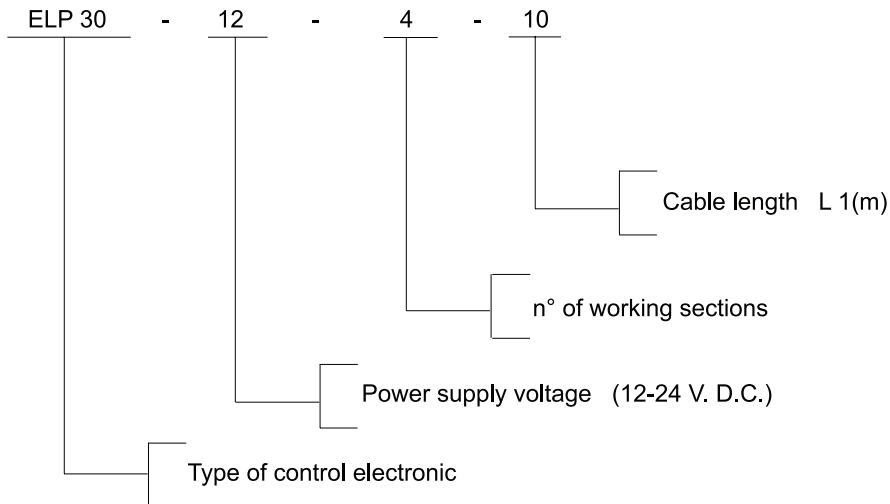 ELP 30 - 12 - 4 - 10
Cable length L 1(m)
n° of working sections
Power supply voltage (12-24 V. D.C.)
Type of control electronic